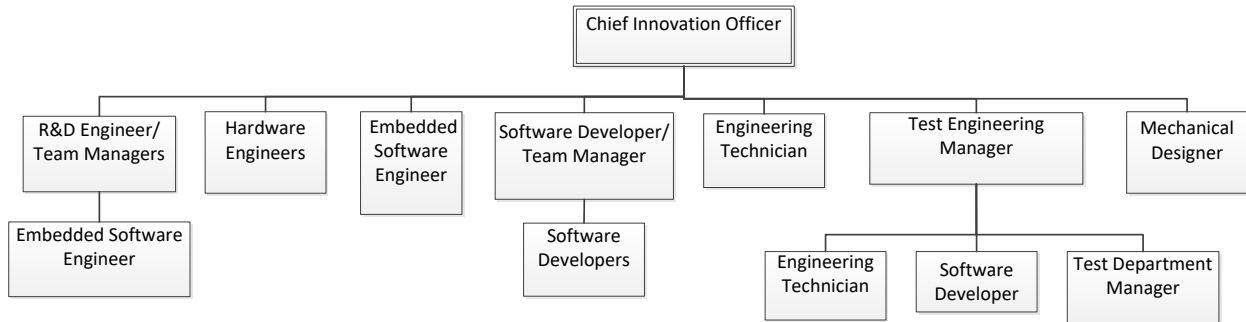 Chief Innovation Officer
R&D Engineer/
Team Managers
Hardware
Engineers
Embedded
Software
Engineer
Software Developer/
Team Manager
Engineering
Technician
Test Engineering
Manager
Mechanical
Designer
Embedded Software
Engineer
Software
Developers
Engineering
Technician
Software
Developer
Test Department
Manager